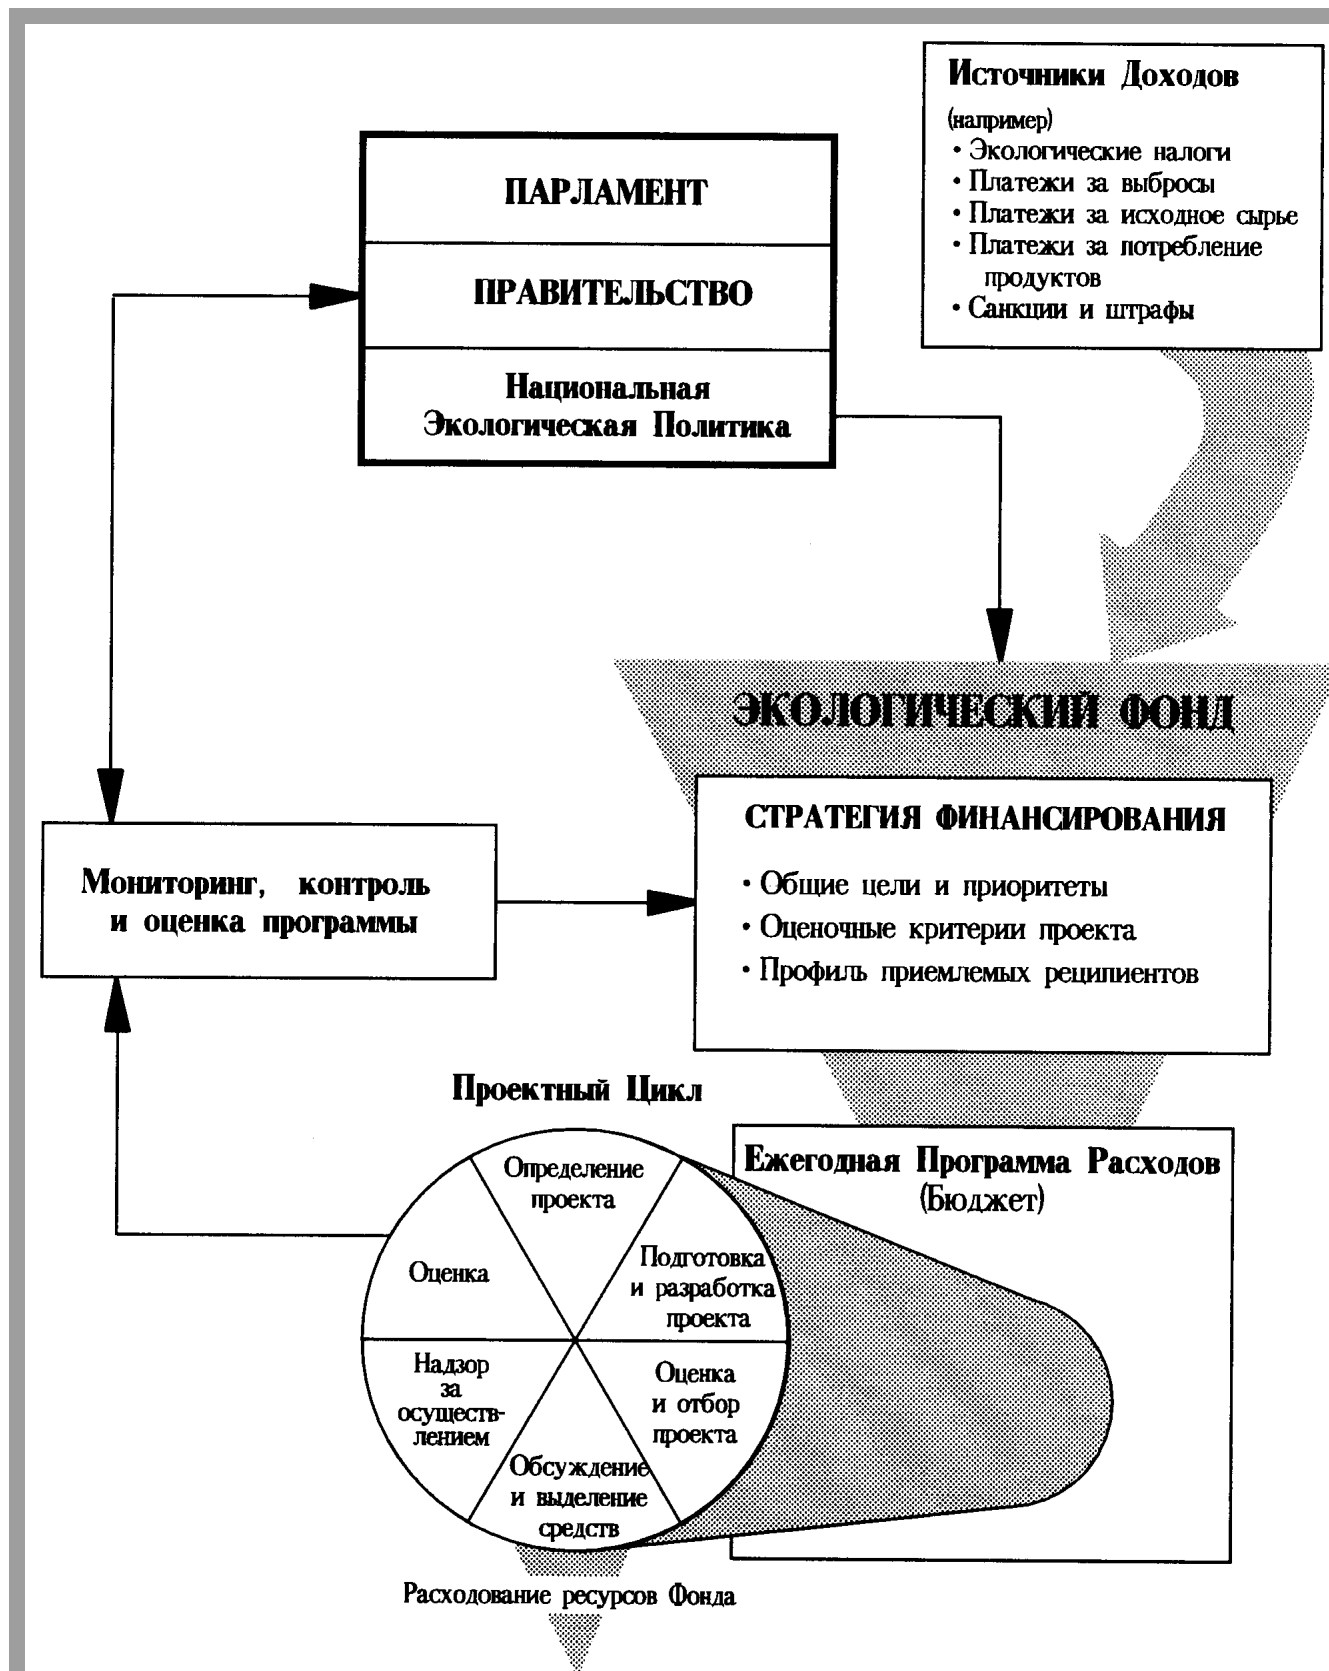 Источники Доходов
(например)
• Экологические налоги
• Платежи за выбросы
• Платежи за исходное сырье
• Платежи за потребление
продуктов
• Санкции и штрафы
ПАРЛАМЕНТ
ПРАВИТЕЛЬСТВО
Национальная
Экологическая Политика
ЭКОЛОГИЧЕСКИЙ ФОНД
СТРАТЕГИЯ ФИНАНСИРОВАНИЯ
• Общие цели и приоритеты
• Оценочные критерии проекта
• Профиль приемлемых реципиентов
Мониторинг, контроль
и оценка программы
Проектный Цикл
Ежегодная Программа Расходов
(Бюджет)
Определение
проекта
Подготовка
и разработка
проекта
Оценка
и отбор
проекта
Обсуждение
и выделение
средств
Надзор
за
осуществ-
лением
Оценка
Расходование ресурсов Фонда